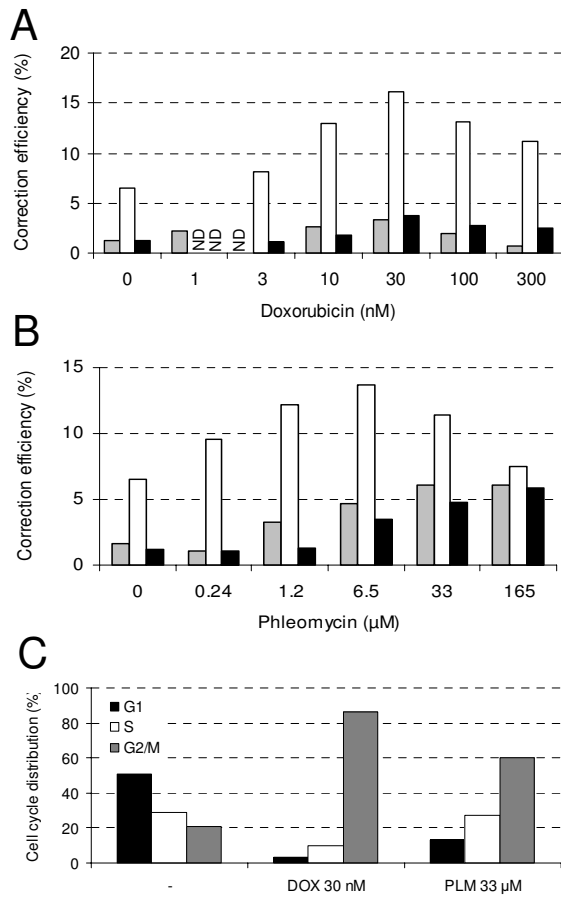 A
Correction efficiency (%)
20
15
10
5
0
ND
ND
ND
0 1 3 10 30 100 300
Doxorubicin (nM)
B
Correction efficiency (%)
15
10
5
0
0 0.24 1.2 6.5 33 165
Phleomycin (µM)
C
Cell cycle distribution (%)
100
80
60
40
20
0
G1
S
G2/M
- DOX 30 nM PLM 33 µM